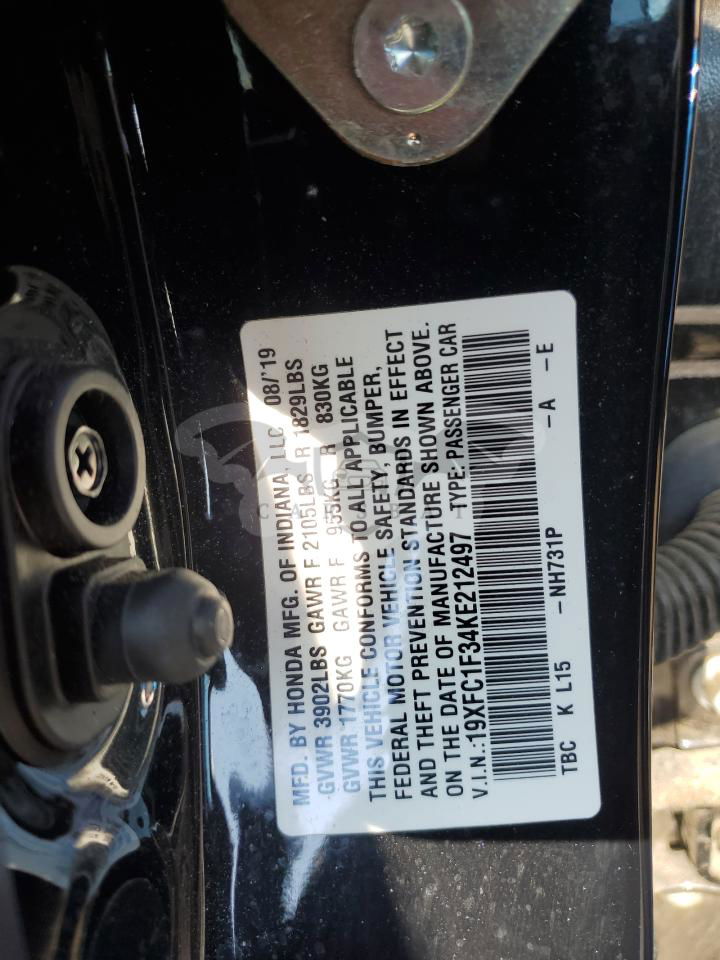 MFD. BY HONDA MFG. OF INDIANA, LLC 08/'19
GVWR 3902LBS GAWR F 2105LBS R 1829LBS
GVWR 1770KG GAWR F 955KG R 830KG
THIS VEHICLE CONFORMS TO ALL APPLICABLE
FEDERAL MOTOR VEHICLE SAFETY, BUMPER,
AND THEFT PREVENTION STANDARDS IN EFFECT
ON THE DATE OF MANUFACTURE SHOWN ABOVE.
V.I.N.:19XFC1F34KE212497 TYPE: PASSENGER CAR
TBC K L15 -NH731P -A -E